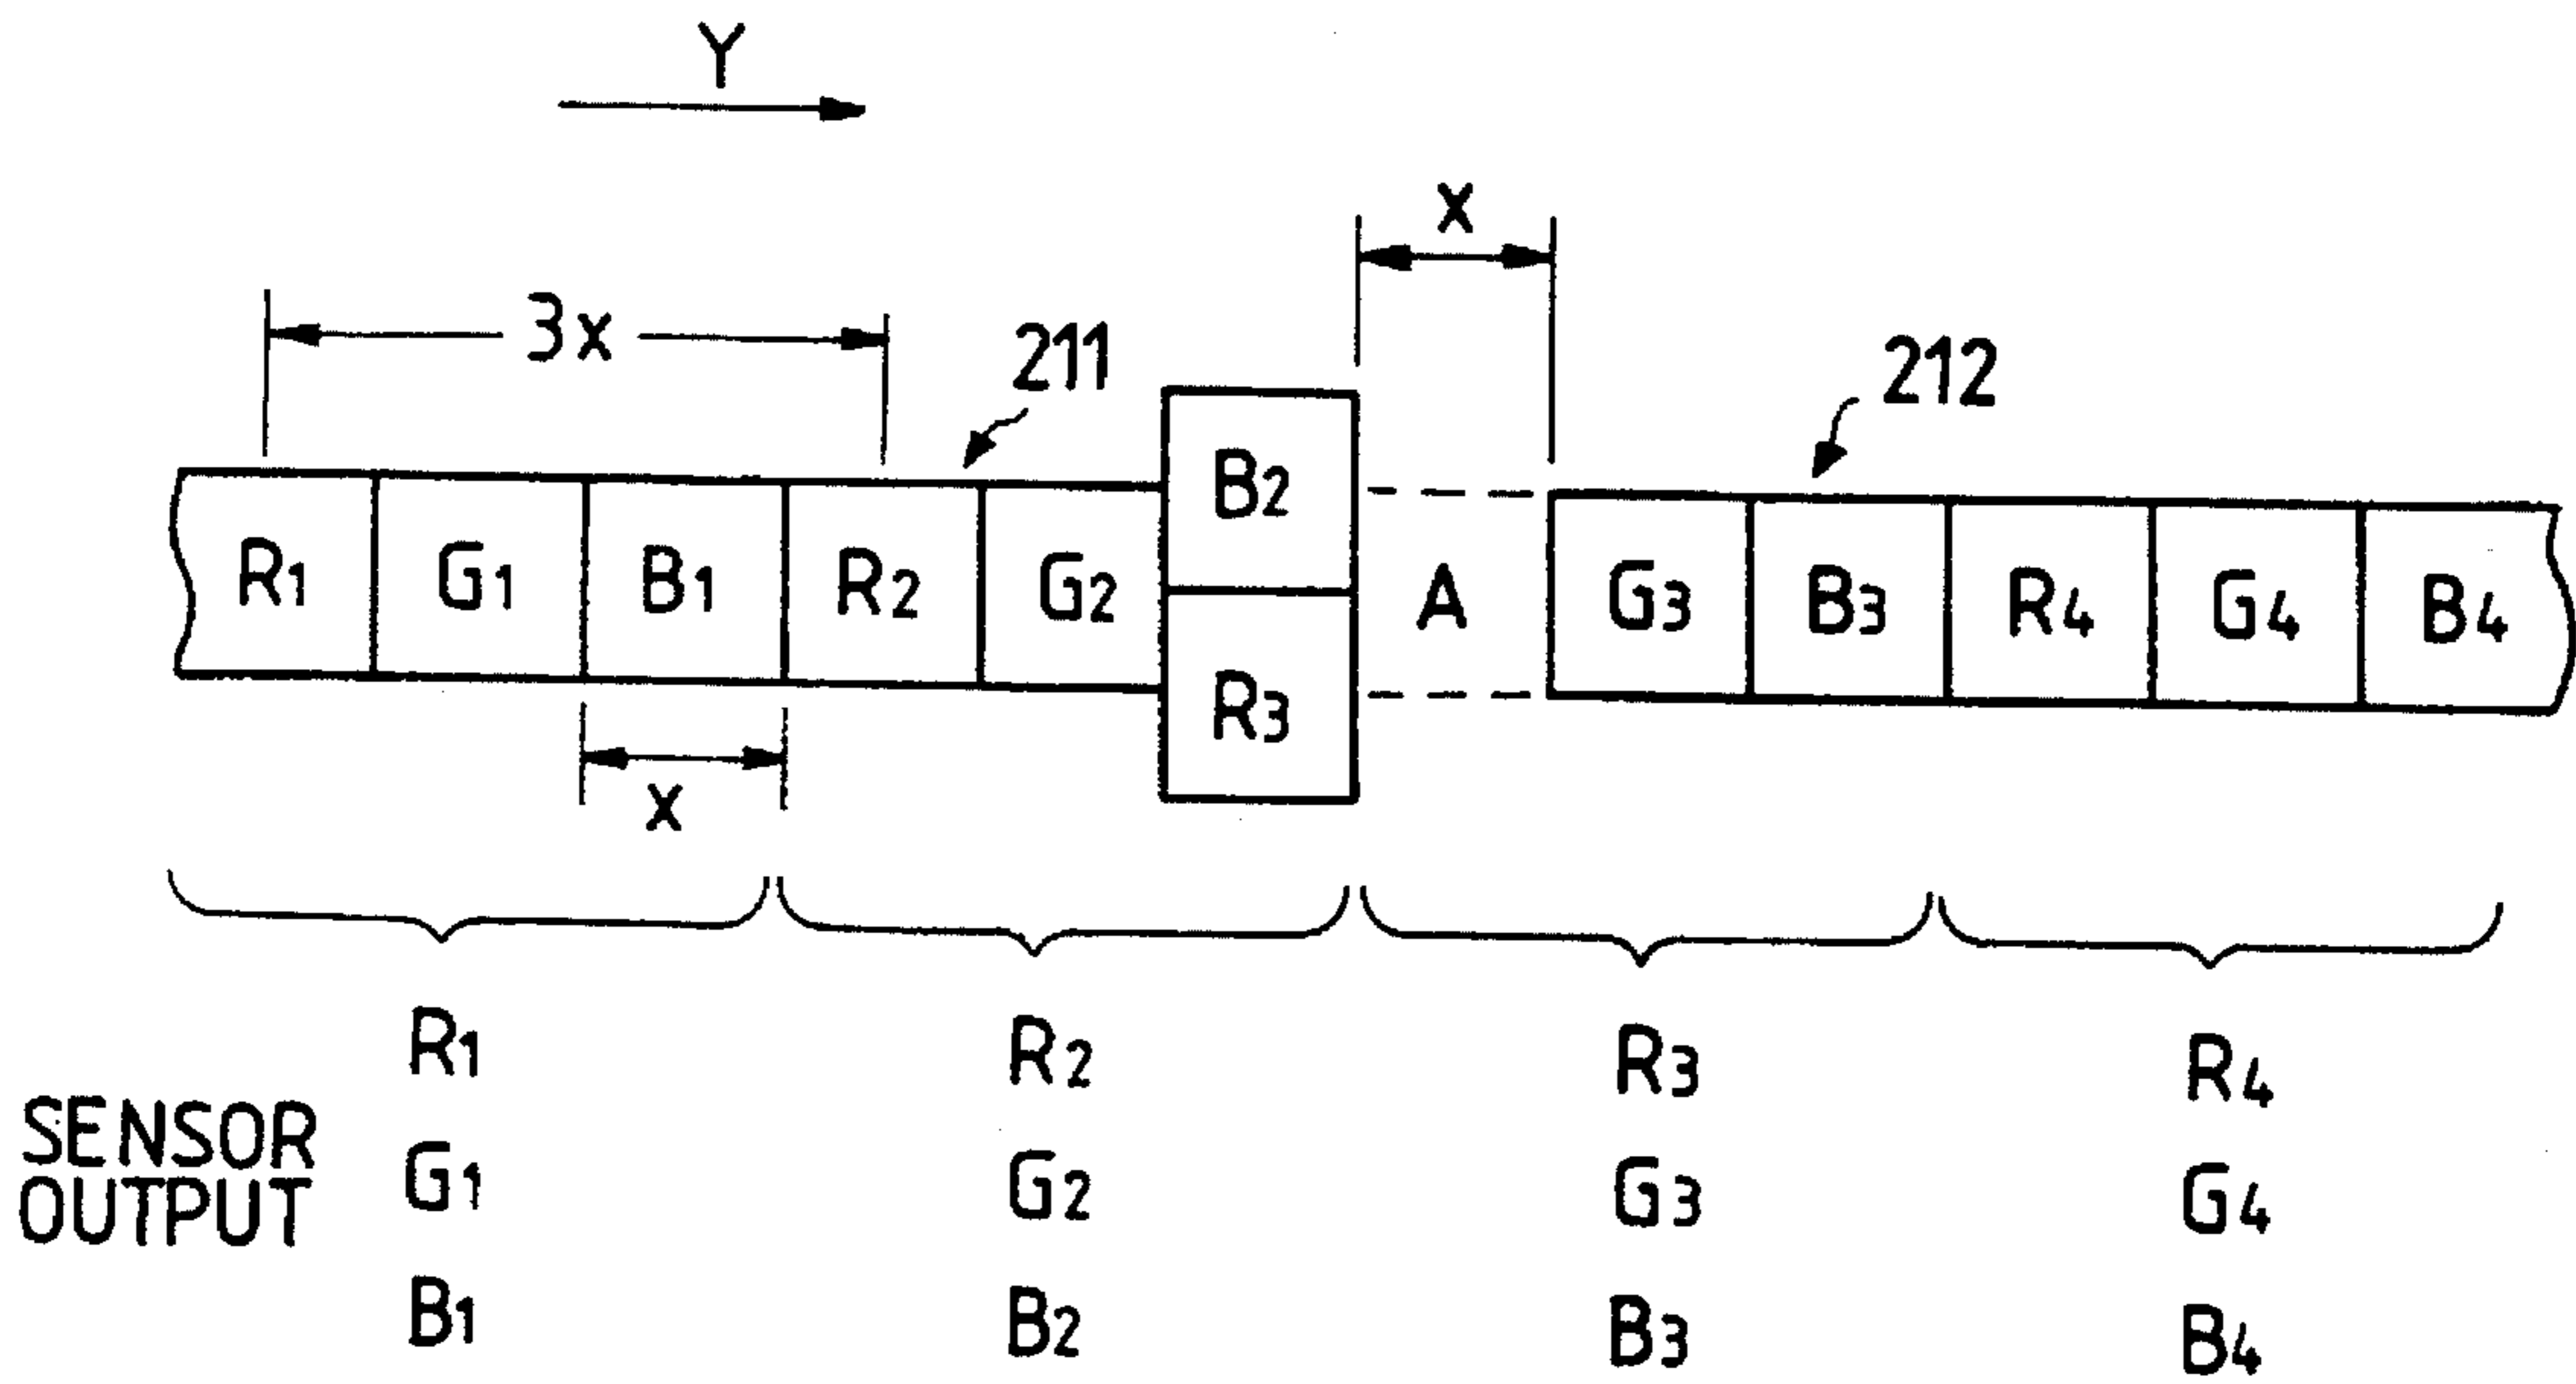 Y
X
3X
211
212
B2
R1 G1 B1 R2 G2 A G3 B3 R4 G4 B4
R3
X
R1 R2 R3 R4
SENSOR
OUTPUT
G1 G2 G3 G4
B1 B2 B3 B4